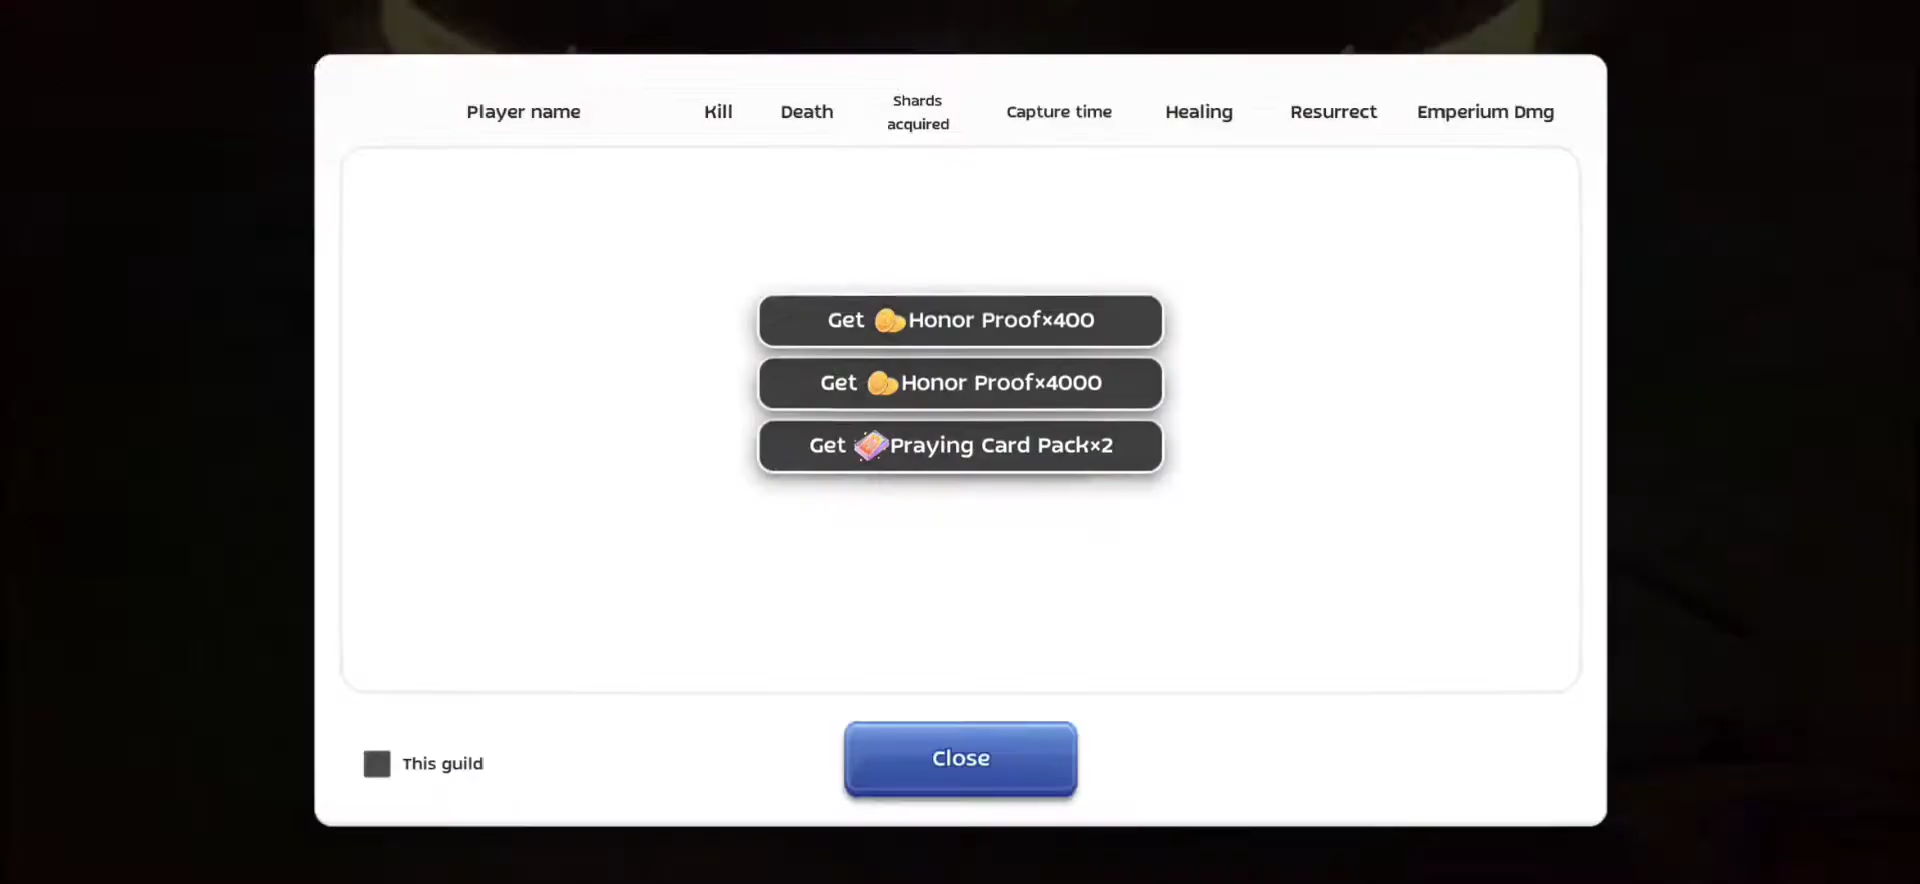 Player name Kill Death Shards acquired Capture time Healing Resurrect Emperium Dmg
Get Honor Proof×400
Get Honor Proof×4000
Get Praying Card Pack×2
This guild
Close